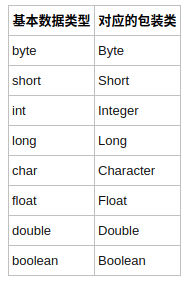 基本数据类型 对应的包装类
byte Byte
short Short
int Integer
long Long
char Character
float Float
double Double
boolean Boolean